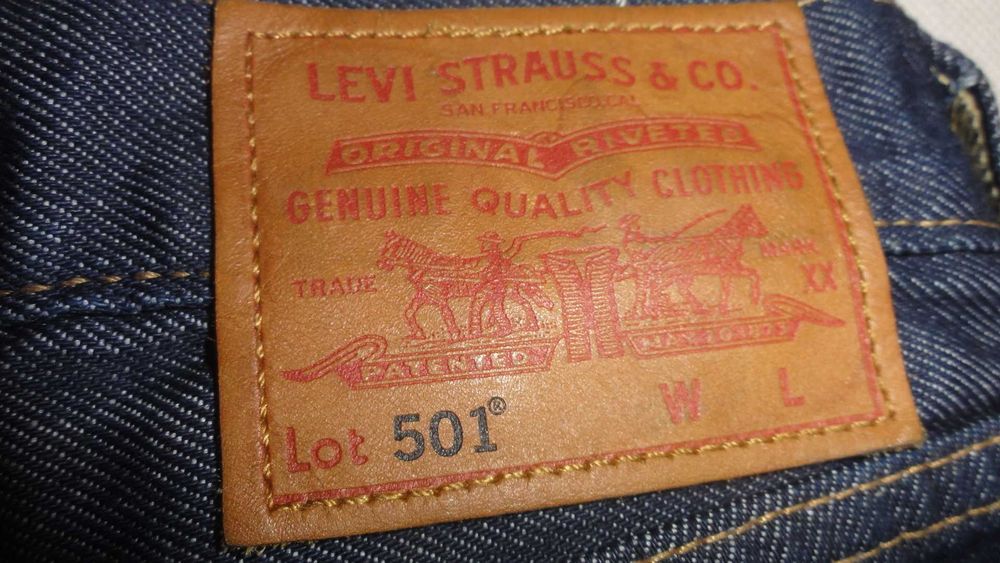 LEVI STRAUSS & CO.
SAN FRANCISCO, CAL
ORIGINAL RIVETED
GENUINE QUALITY CLOTHING
TRADE MARK
XX
PATENTED MAY 20 1873
Lot 501® W L